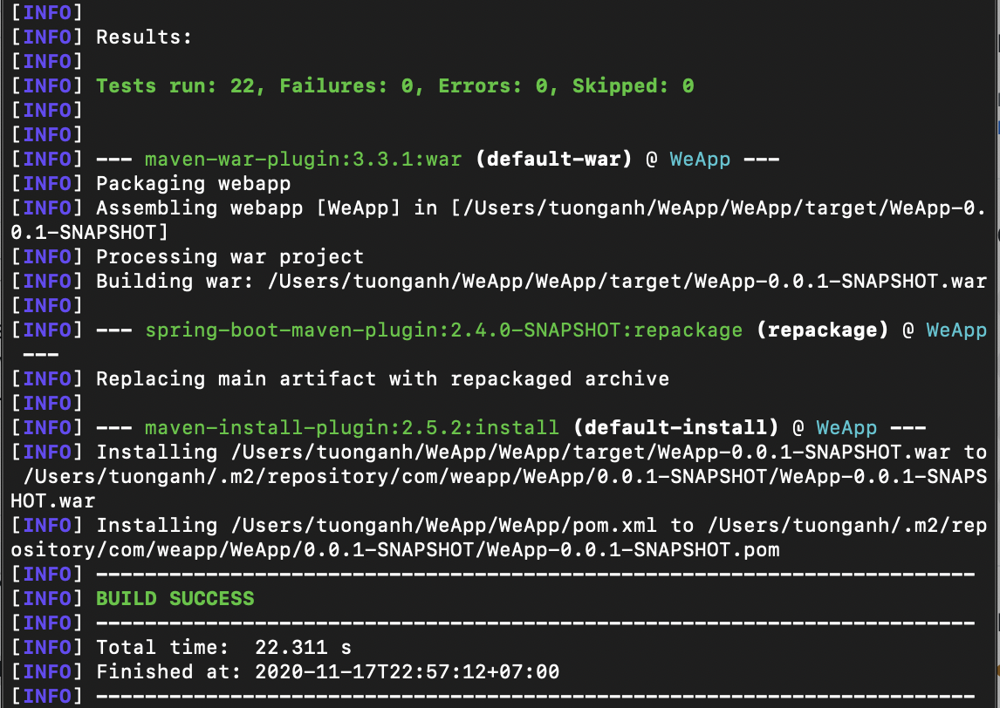 [INFO]
[INFO] Results:
[INFO]
[INFO] Tests run: 22, Failures: 0, Errors: 0, Skipped: 0
[INFO]
[INFO]
[INFO] --- maven-war-plugin:3.3.1:war (default-war) @ WeApp ---
[INFO] Packaging webapp
[INFO] Assembling webapp [WeApp] in [/Users/tuonganh/WeApp/WeApp/target/WeApp-0.
0.1-SNAPSHOT]
[INFO] Processing war project
[INFO] Building war: /Users/tuonganh/WeApp/WeApp/target/WeApp-0.0.1-SNAPSHOT.war
[INFO]
[INFO] --- spring-boot-maven-plugin:2.4.0-SNAPSHOT:repackage (repackage) @ WeApp
 ---
[INFO] Replacing main artifact with repackaged archive
[INFO]
[INFO] --- maven-install-plugin:2.5.2:install (default-install) @ WeApp ---
[INFO] Installing /Users/tuonganh/WeApp/WeApp/target/WeApp-0.0.1-SNAPSHOT.war to
 /Users/tuonganh/.m2/repository/com/weapp/WeApp/0.0.1-SNAPSHOT/WeApp-0.0.1-SNAPS
HOT.war
[INFO] Installing /Users/tuonganh/WeApp/WeApp/pom.xml to /Users/tuonganh/.m2/rep
ository/com/weapp/WeApp/0.0.1-SNAPSHOT/WeApp-0.0.1-SNAPSHOT.pom
[INFO] ------------------------------------------------------------------------
[INFO] BUILD SUCCESS
[INFO] ------------------------------------------------------------------------
[INFO] Total time:  22.311 s
[INFO] Finished at: 2020-11-17T22:57:12+07:00
[INFO] ------------------------------------------------------------------------